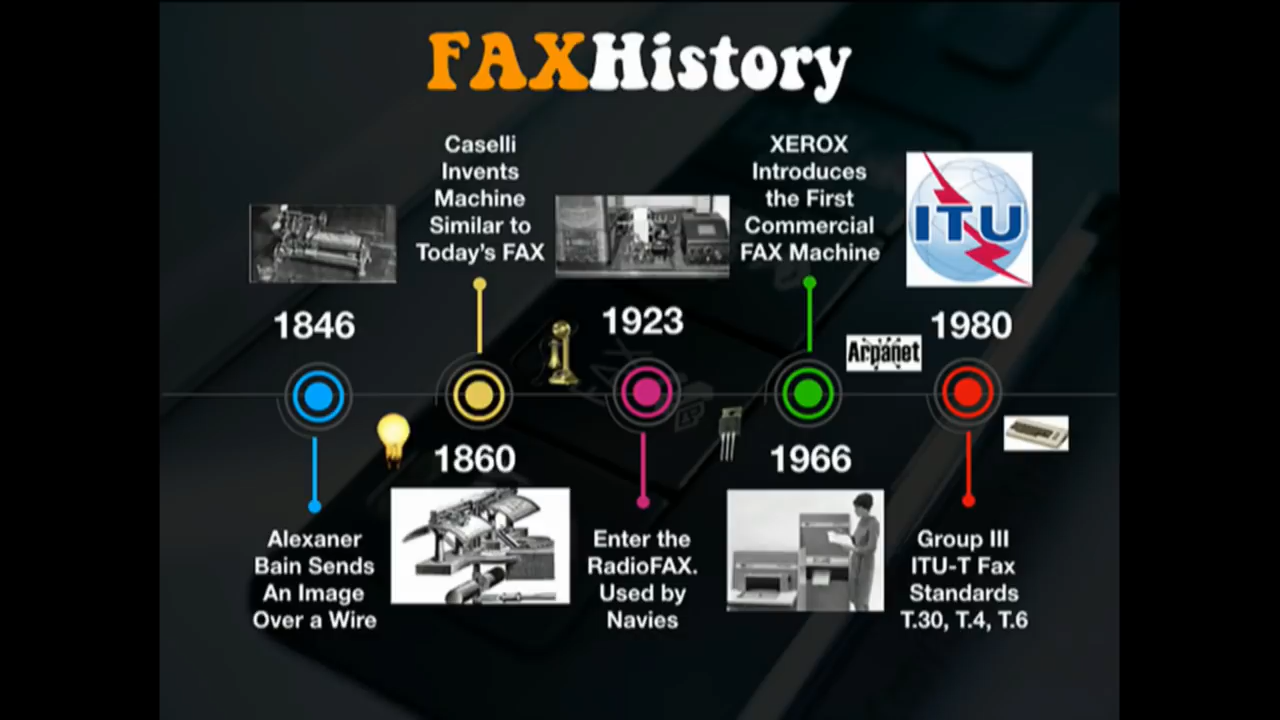 FAXHistory
1846
Alexaner
Bain Sends
An Image
Over a Wire
Caselli
Invents
Machine
Similar to
Today's FAX
1860
1923
Enter the
RadioFAX.
Used by
Navies
XEROX
Introduces
the First
Commercial
FAX Machine
1966
Arpanet
ITU
1980
Group III
ITU-T Fax
Standards
T.30, T.4, T.6